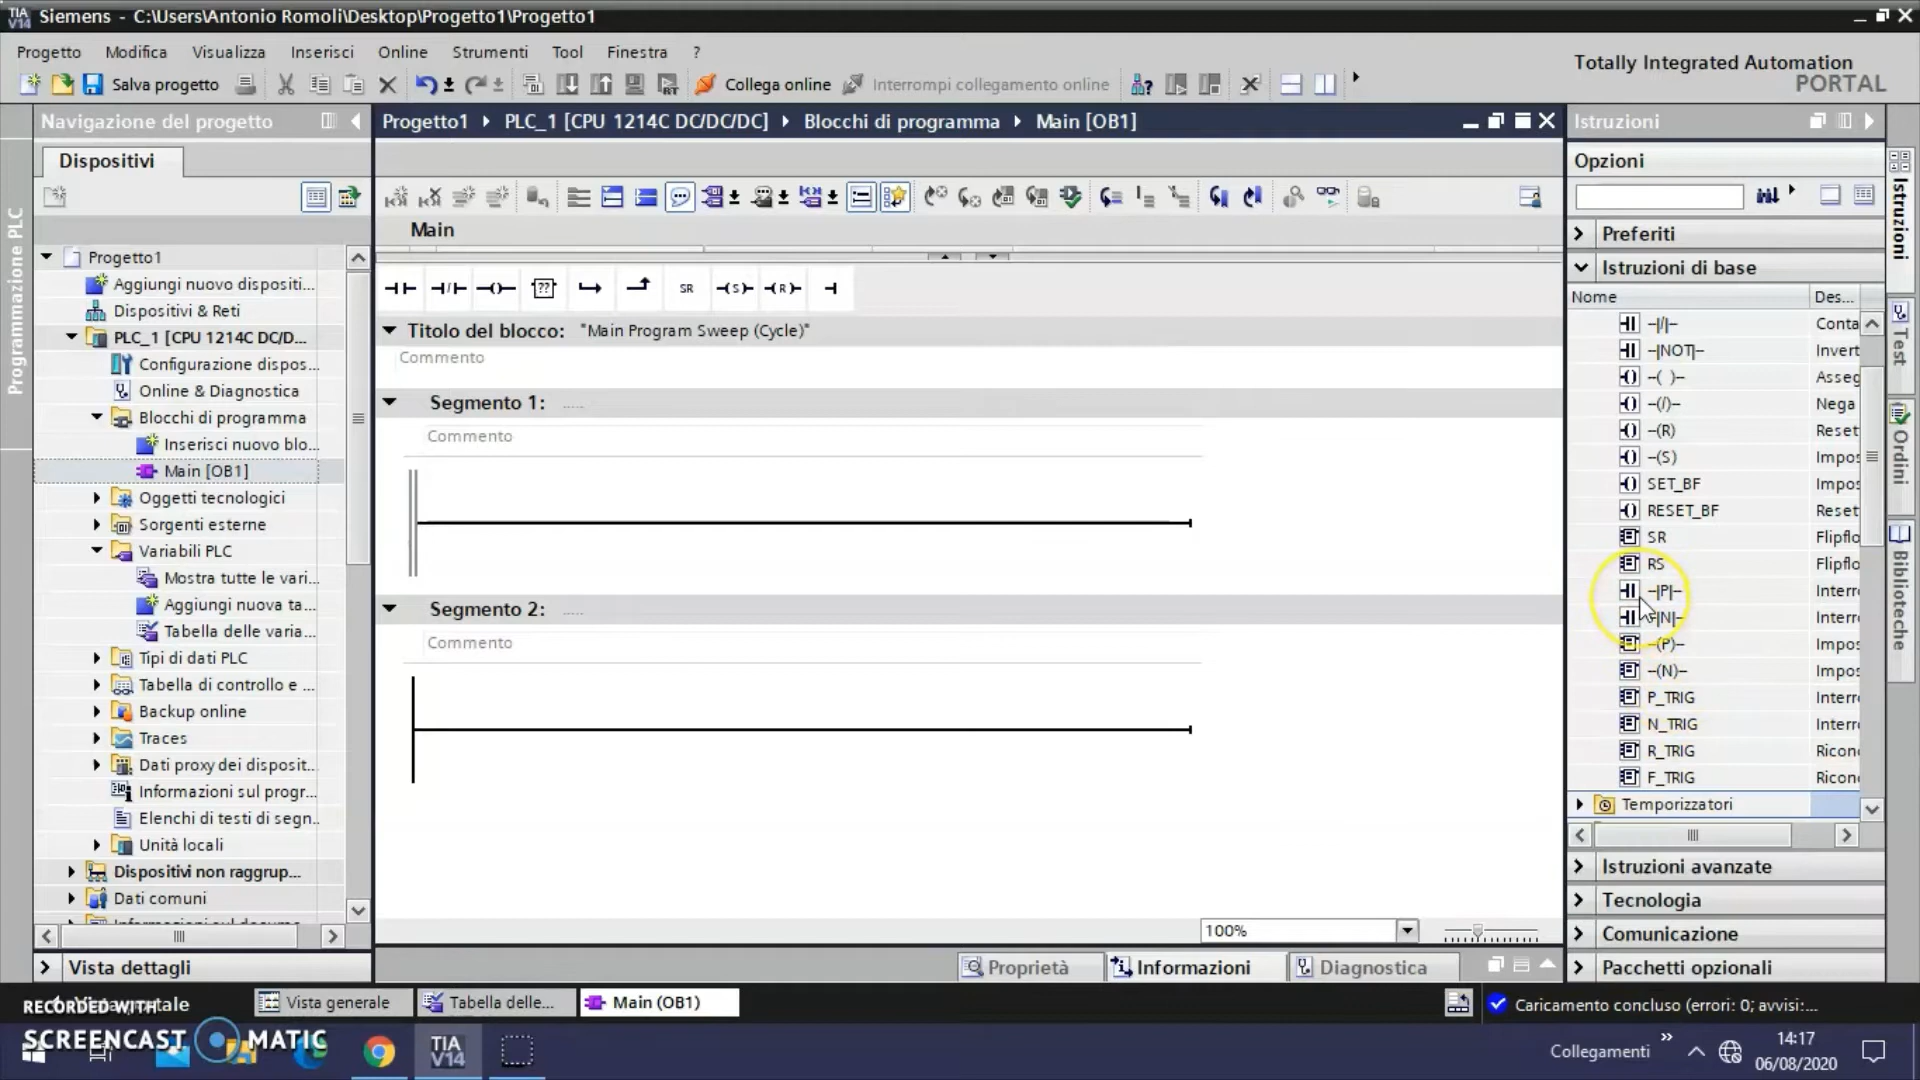 TIA V14 Siemens - C:\Users\Antonio Romoli\Desktop\Progetto1\Progetto1
Progetto Modifica Visualizza Inserisci Online Strumenti Tool Finestra ?
Totally Integrated Automation
PORTAL
Salva progetto Collega online Interrompi collegamento online
Navigazione del progetto
Progetto1 PLC_1 [CPU 1214C DC/DC/DC] Blocchi di programma Main [OB1]
Istruzioni
Dispositivi
Opzioni
Programmazione PLC
Main
Progetto1
Aggiungi nuovo dispositi...
Dispositivi & Reti
PLC_1 [CPU 1214C DC/D...
Configurazione dispos...
Online & Diagnostica
Blocchi di programma
Inserisci nuovo blo...
Main [OB1]
Oggetti tecnologici
Sorgenti esterne
Variabili PLC
Mostra tutte le vari...
Aggiungi nuova ta...
Tabella delle varia...
Tipi di dati PLC
Tabella di controllo e ...
Backup online
Traces
Dati proxy dei disposit...
Informazioni sul progr...
Elenchi di testi di segn..
Unità locali
Dispositivi non raggrup...
Dati comuni
Vista dettagli
?? SR S R
Titolo del blocco: "Main Program Sweep (Cycle)"
Commento
Segmento 1: .....
Commento
Segmento 2: .....
Commento
100%
Proprietà Informazioni Diagnostica
Preferiti
Istruzioni di base
Nome Des...
–|/|– Conta
–|NOT|– Invert
–( )– Asseg
–(/)– Nega
–(R) Reset
–(S) Impos
SET_BF Impos
RESET_BF Reset
SR Flipflo
RS Flipflo
–|P|– Interr
–|N|– Interr
–(P)– Impos
–(N)– Impos
P_TRIG Interr
N_TRIG Interr
R_TRIG Ricon
F_TRIG Ricon
Temporizzatori
Istruzioni avanzate
Tecnologia
Comunicazione
Pacchetti opzionali
Istruzioni
Test
Ordini
Biblioteche
Vista generale Tabella delle... Main (OB1)
Caricamento concluso (errori: 0; avvisi:...
RECORDED WITH
SCREENCAST MATIC
TIA V14
Collegamenti
14:17
06/08/2020